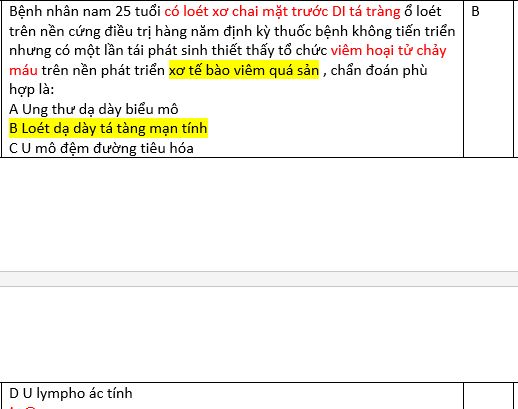 Bệnh nhân nam 25 tuổi có loét xơ chai mặt trước DI tá tràng ổ loét
B
trên nền cứng điều trị hàng năm định kỳ thuốc bệnh không tiến triển
nhưng có một lần tái phát sinh thiết thấy tổ chức viêm hoại tử chảy
máu trên nền phát triển xơ tế bào viêm quá sản , chẩn đoán phù
hợp là:
A Ung thư dạ dày biểu mô
B Loét dạ dày tá tàng mạn tính
C U mô đệm đường tiêu hóa
D U lympho ác tính